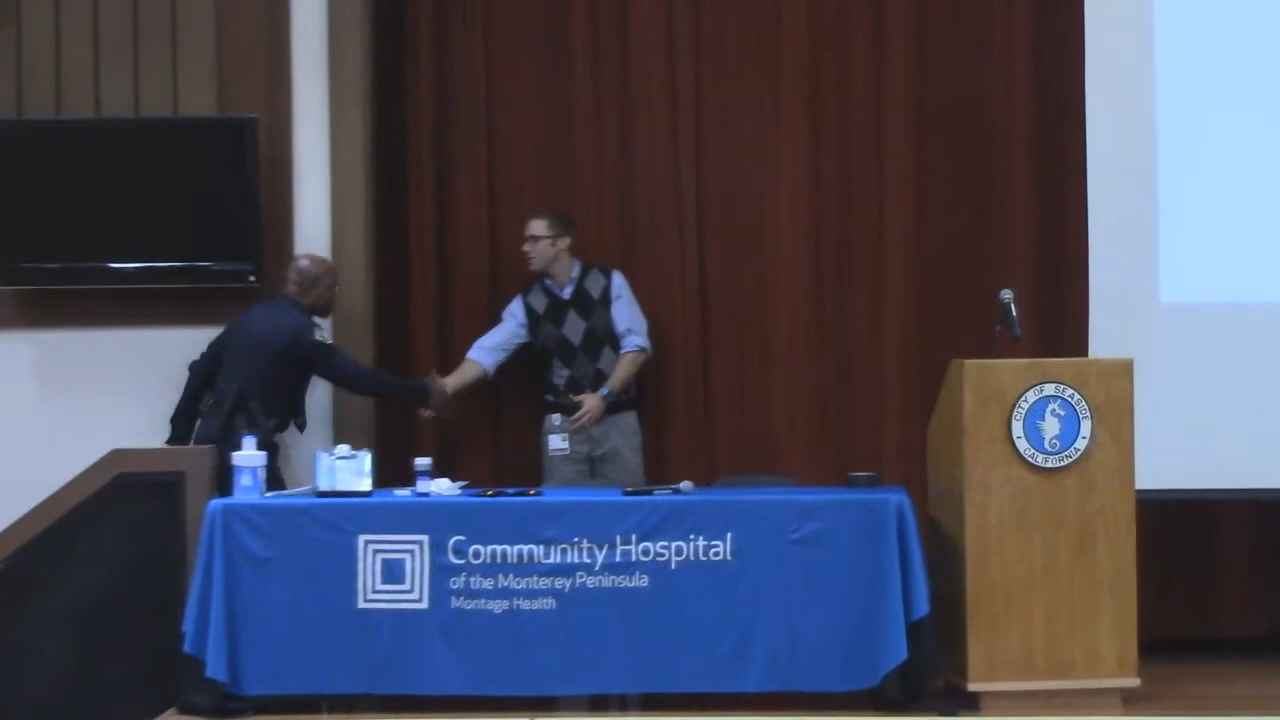 Community Hospital
of the Monterey Peninsula
Montage Health
CITY OF SEASIDE
CALIFORNIA